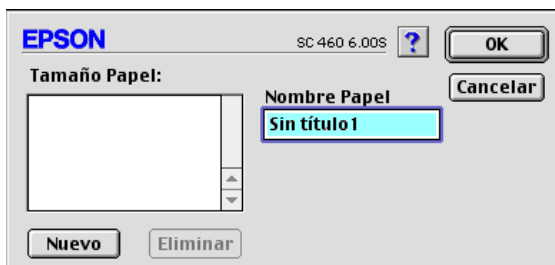 EPSON
SC 460 6.00S
?
OK
Tamaño Papel:
Nombre Papel
Cancelar
Sin título1
Nuevo
Eliminar